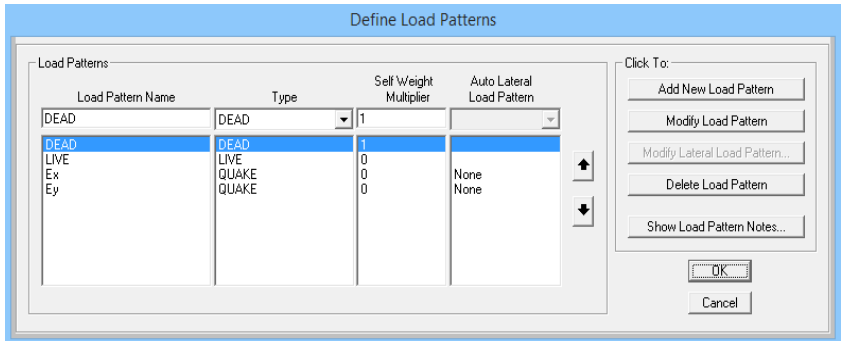 Define Load Patterns
Load Patterns
Load Pattern Name Type Self Weight Multiplier Auto Lateral Load Pattern
DEAD DEAD 1
DEAD DEAD 1
LIVE LIVE 0
Ex QUAKE 0 None
Ey QUAKE 0 None
Click To:
Add New Load Pattern
Modify Load Pattern
Modify Lateral Load Pattern...
Delete Load Pattern
Show Load Pattern Notes...
OK
Cancel